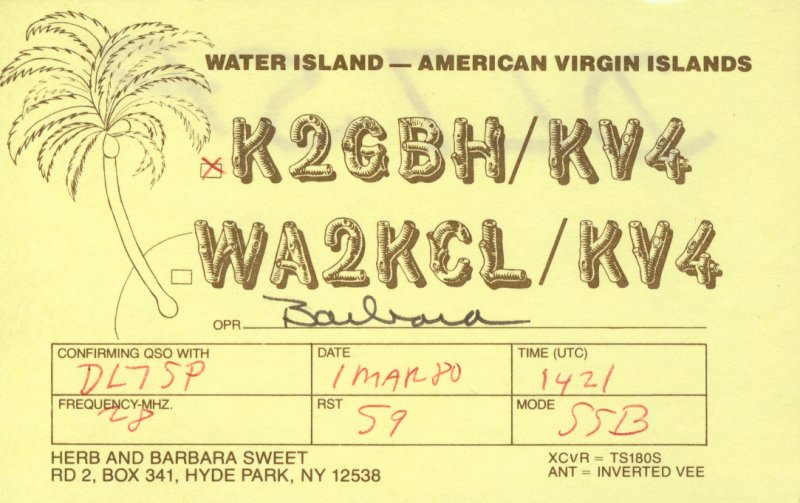 WATER ISLAND — AMERICAN VIRGIN ISLANDS
K2GBH/KV4
WA2KCL/KV4
OPR. Barbara
CONFIRMING QSO WITH DATE TIME (UTC)
DL7SP 1 MAR 80 1421
FREQUENCY-MHZ. RST MODE
28 59 SSB
HERB AND BARBARA SWEET XCVR = TS180S
RD 2, BOX 341, HYDE PARK, NY 12538 ANT = INVERTED VEE